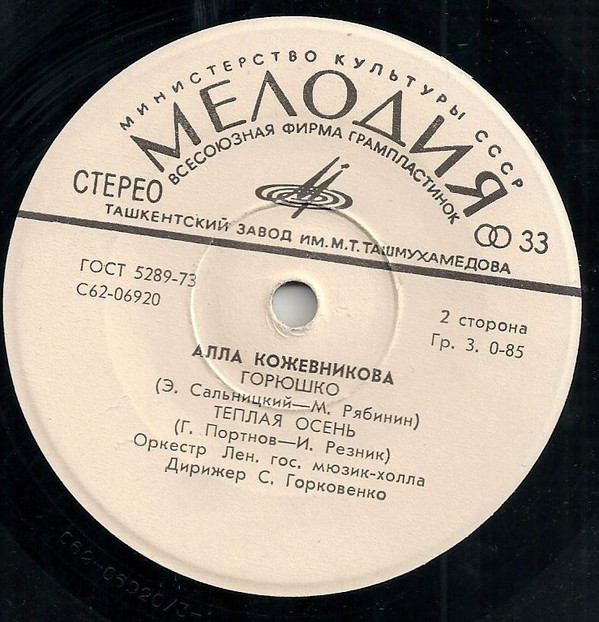 МИНИСТЕРСТВО КУЛЬТУРЫ СССР
МЕЛОДИЯ
ВСЕСОЮЗНАЯ ФИРМА ГРАМПЛАСТИНОК
СТЕРЕО
33
ТАШКЕНТСКИЙ ЗАВОД ИМ. М. Т. ТАШМУХАМЕДОВА
ГОСТ 5289-73
С62-06920
2 сторона
Гр. 3. 0-85
АЛЛА КОЖЕВНИКОВА
ГОРЮШКО
(Э. Сальницкий—М. Рябинин)
ТЕПЛАЯ ОСЕНЬ
(Г. Портнов—И. Резник)
Оркестр Лен. гос. мюзик-холла
Дирижер С. Горковенко